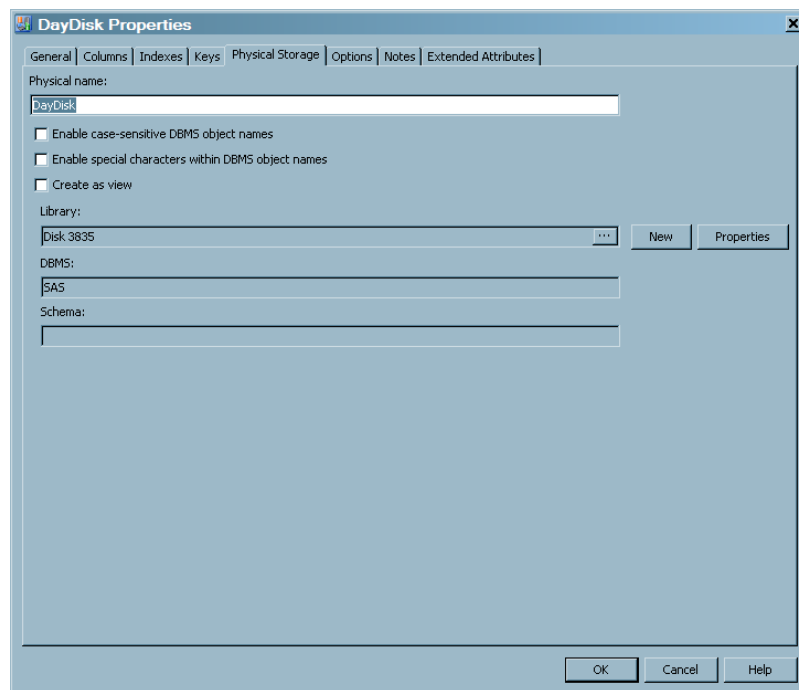 DayDisk Properties
General Columns Indexes Keys Physical Storage Options Notes Extended Attributes
Physical name:
DayDisk
Enable case-sensitive DBMS object names
Enable special characters within DBMS object names
Create as view
Library:
Disk 3835 ... New Properties
DBMS:
SAS
Schema:
OK Cancel Help